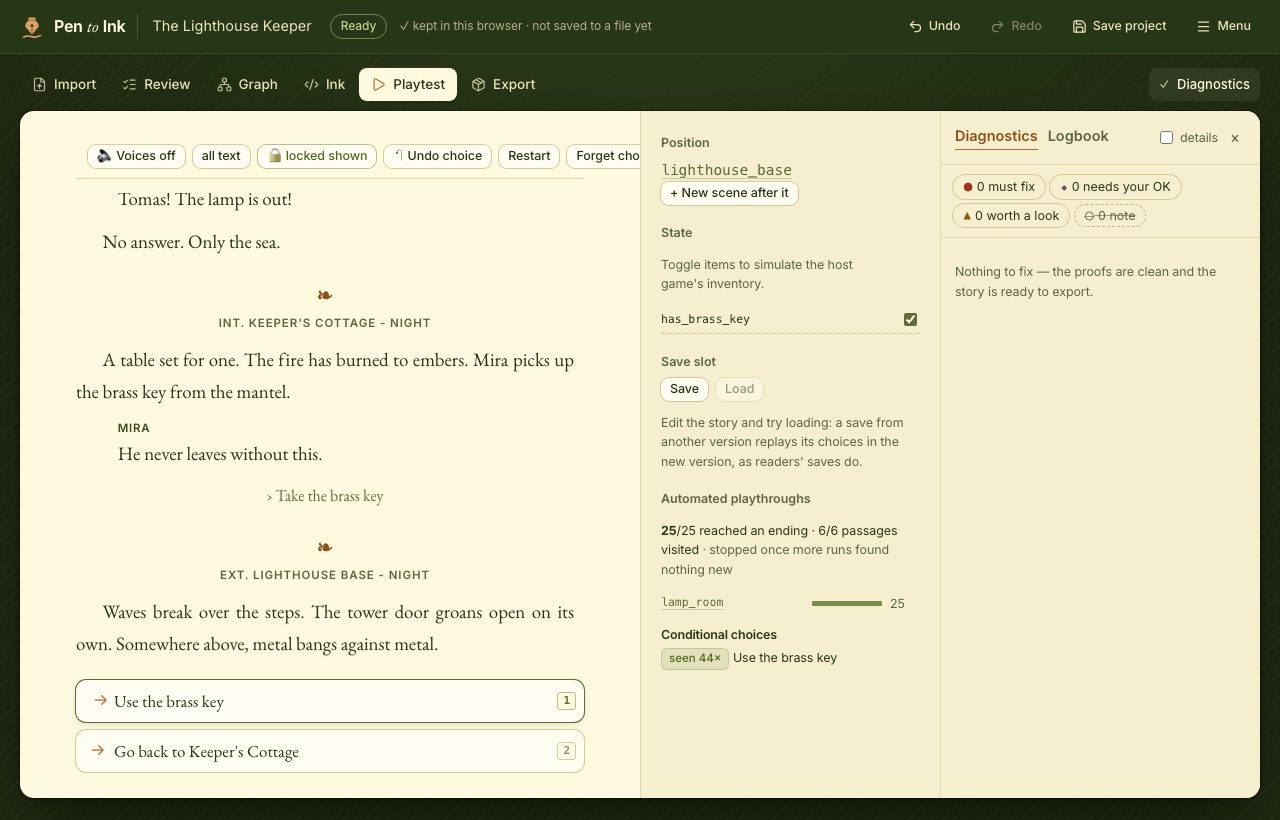 Pen to Ink
The Lighthouse Keeper
Ready
✓ kept in this browser · not saved to a file yet
Undo
Redo
Save project
Menu
Import
Review
Graph
Ink
Playtest
Export
✓ Diagnostics
Voices off
all text
locked shown
Undo choice
Restart
Forget cho
Tomas! The lamp is out!
No answer. Only the sea.
INT. KEEPER'S COTTAGE - NIGHT
A table set for one. The fire has burned to embers. Mira picks up
the brass key from the mantel.
MIRA
He never leaves without this.
› Take the brass key
EXT. LIGHTHOUSE BASE - NIGHT
Waves break over the steps. The tower door groans open on its
own. Somewhere above, metal bangs against metal.
→ Use the brass key 1
→ Go back to Keeper's Cottage 2
Position
lighthouse_base
+ New scene after it
State
Toggle items to simulate the host
game's inventory.
has_brass_key
Save slot
Save
Load
Edit the story and try loading: a save from
another version replays its choices in the
new version, as readers' saves do.
Automated playthroughs
25/25 reached an ending · 6/6 passages
visited · stopped once more runs found
nothing new
lamp_room 25
Conditional choices
seen 44× Use the brass key
Diagnostics
Logbook
details
×
0 must fix
0 needs your OK
0 worth a look
0 note
Nothing to fix — the proofs are clean and the
story is ready to export.